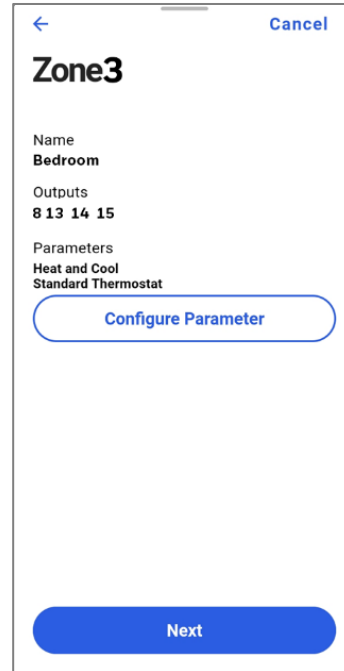 Cancel
Zone3
Name
Bedroom
Outputs
8 13 14 15
Parameters
Heat and Cool
Standard Thermostat
Configure Parameter
Next